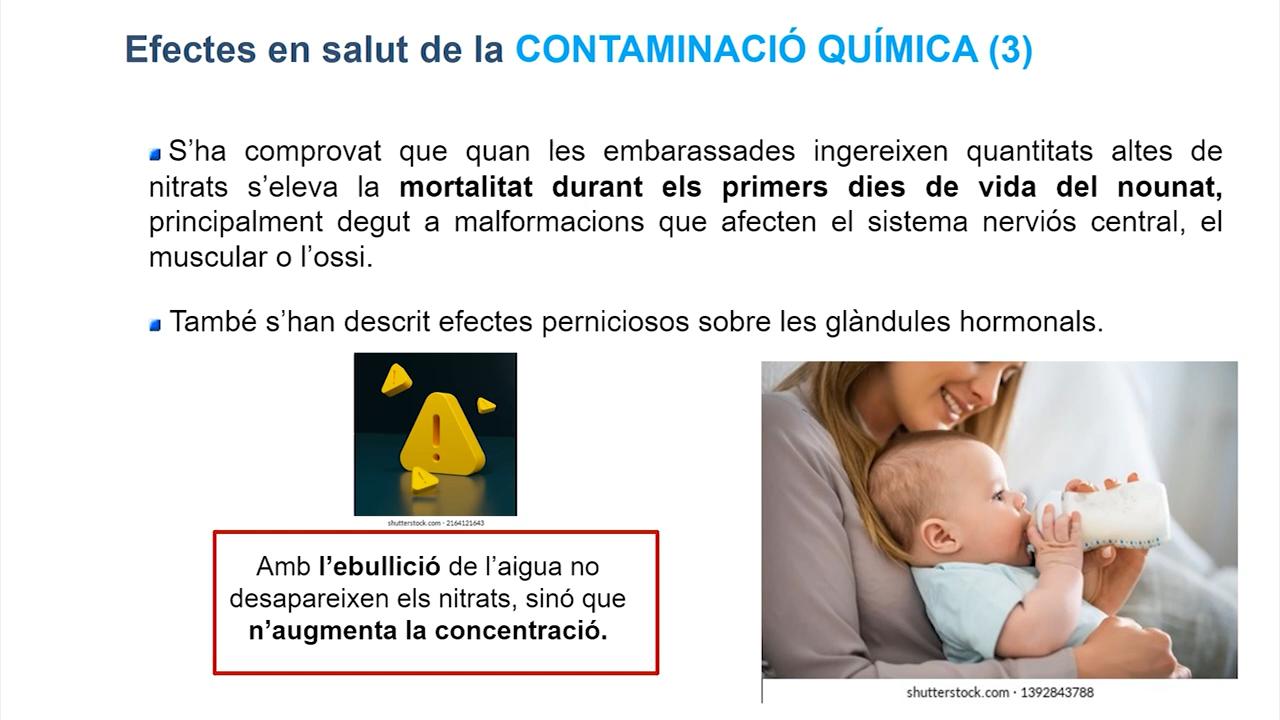 Efectes en salut de la CONTAMINACIÓ QUÍMICA (3)
S’ha comprovat que quan les embarassades ingereixen quantitats altes de
nitrats s’eleva la mortalitat durant els primers dies de vida del nounat,
principalment degut a malformacions que afecten el sistema nerviós central, el
muscular o l’ossi.
També s’han descrit efectes perniciosos sobre les glàndules hormonals.
shutterstock.com · 2164121643
Amb l’ebullició de l’aigua no
desapareixen els nitrats, sinó que
n’augmenta la concentració.
shutterstock.com · 1392843788